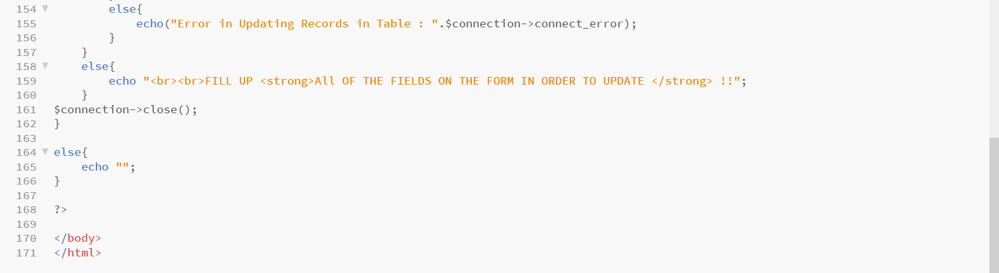 154 ▼ else{
155 echo("Error in Updating Records in Table : ".$connection->connect_error);
156 }
157 }
158 ▼ else{
159 echo "<br><br>FILL UP <strong>All OF THE FIELDS ON THE FORM IN ORDER TO UPDATE </strong> !!";
160 }
161 $connection->close();
162 }
163
164 ▼ else{
165 echo "";
166 }
167
168 ?>
169
170 </body>
171 </html>